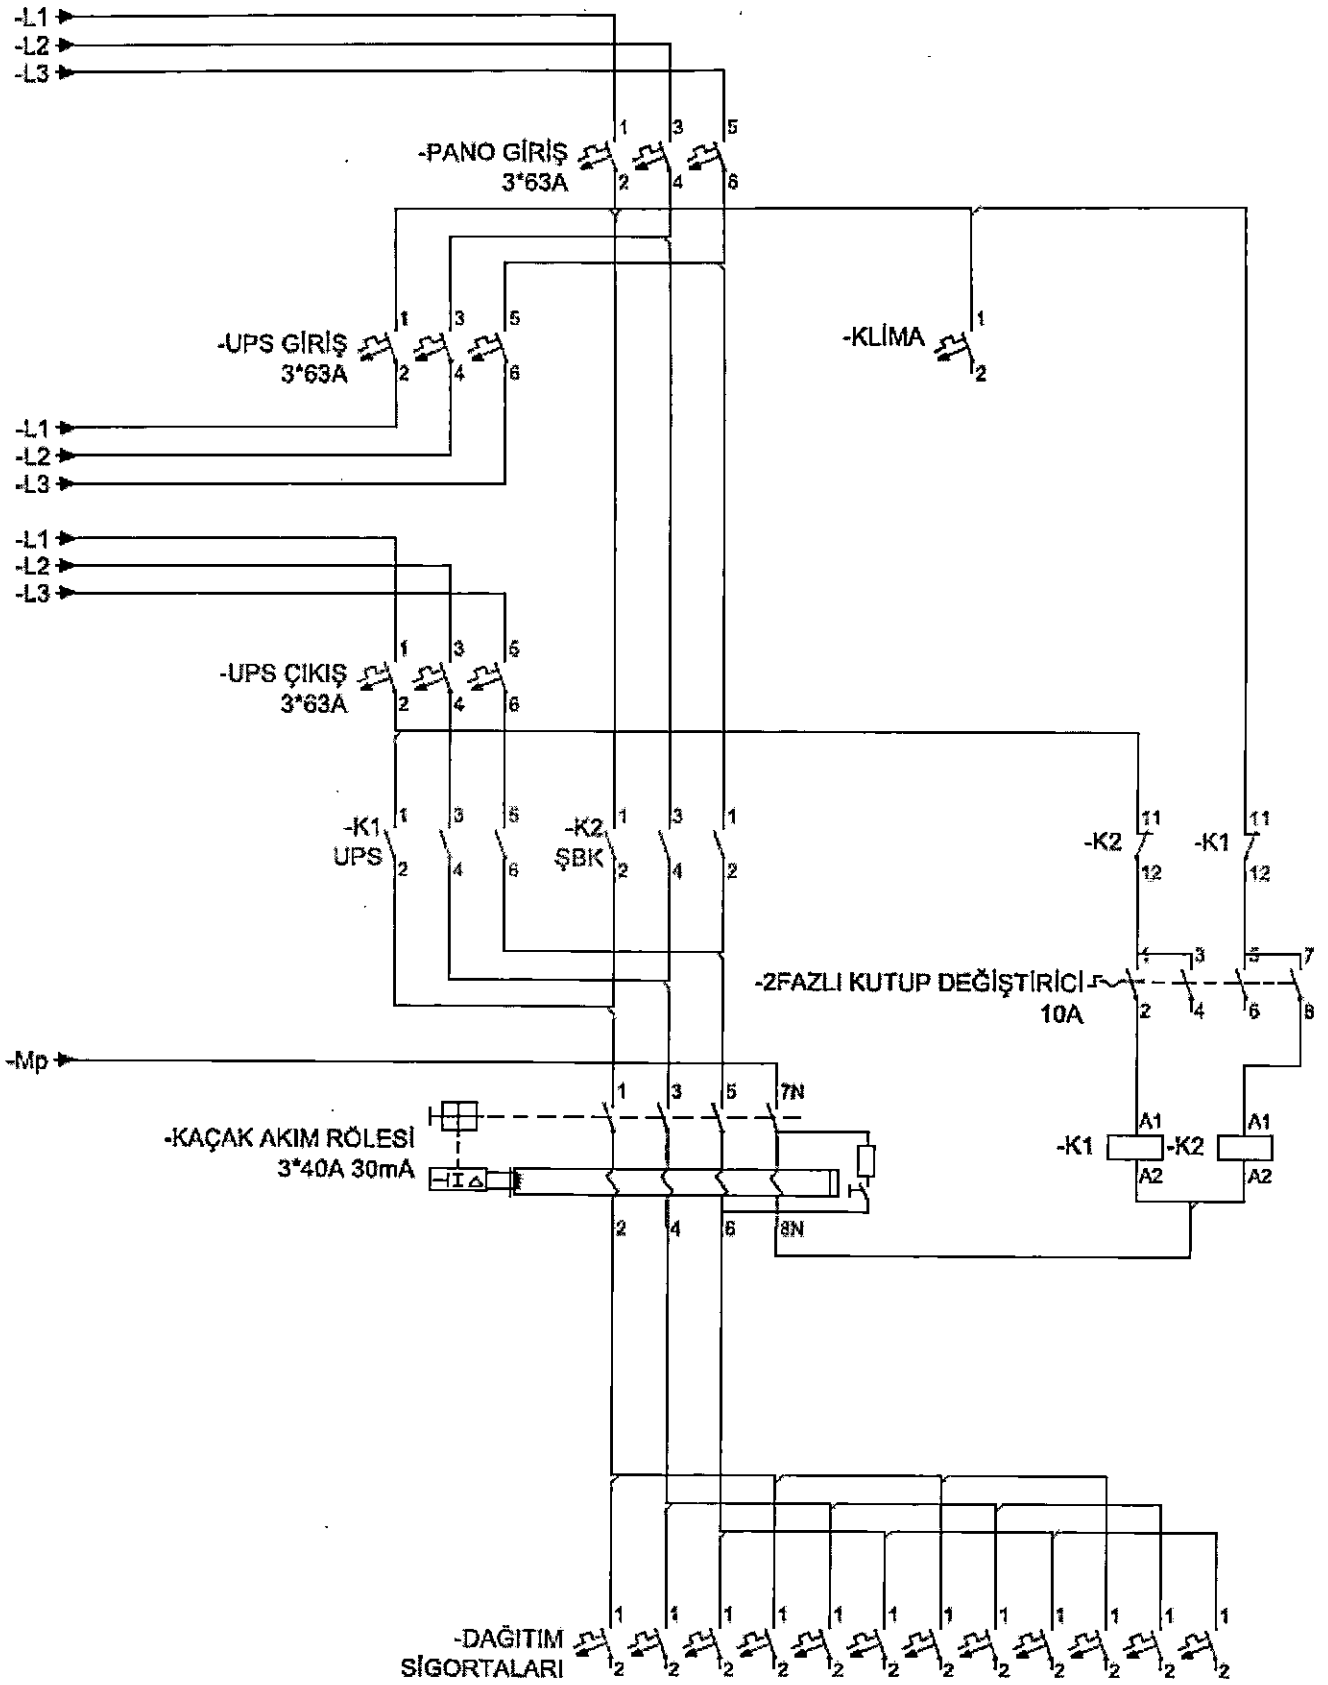 -L1
-L2
-L3
1 3 5
-PANO GİRİŞ
3*63A
2 4 6
1 3 5
-UPS GİRİŞ
3*63A
2 4 6
1
-KLİMA
2
-L1
-L2
-L3
-L1
-L2
-L3
1 3 5
-UPS ÇIKIŞ
3*63A
2 4 6
1 3 5
-K1
UPS
2 4 6
1 3 1
-K2
ŞBK
2 4 2
11
-K2
12
11
-K1
12
1 3 5 7
-2FAZLI KUTUP DEĞİŞTİRİCİ
10A
2 4 6 8
-Mp
1 3 5 7N
-KAÇAK AKIM RÖLESİ
3*40A 30mA
I Δ
2 4 6 8N
A1
-K1
A2
A1
-K2
A2
1 1 1 1 1 1 1 1 1 1 1 1
-DAĞITIM
SİGORTALARI
2 2 2 2 2 2 2 2 2 2 2 2